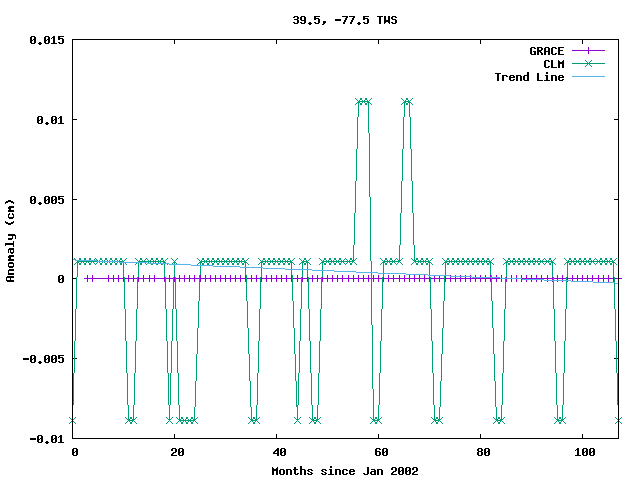 39.5, -77.5 TWS
0.015
0.01
0.005
0
-0.005
-0.01
Anomaly (cm)
GRACE
CLM
Trend Line
0 20 40 60 80 100
Months since Jan 2002